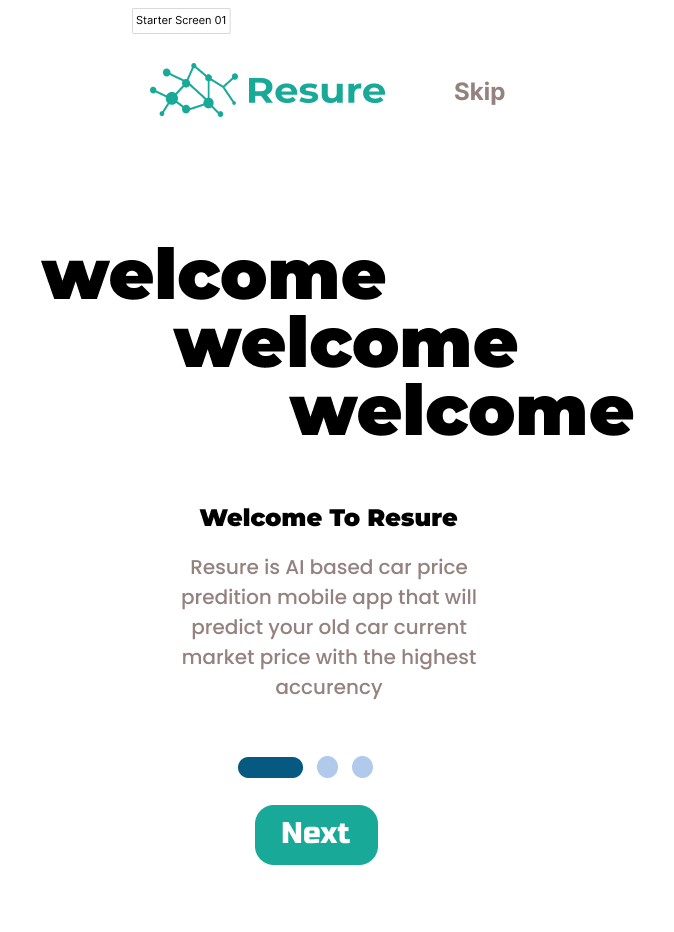 Starter Screen 01
Resure
Skip
welcome
welcome
welcome
Welcome To Resure
Resure is AI based car price
predition mobile app that will
predict your old car current
market price with the highest
accurency
Next